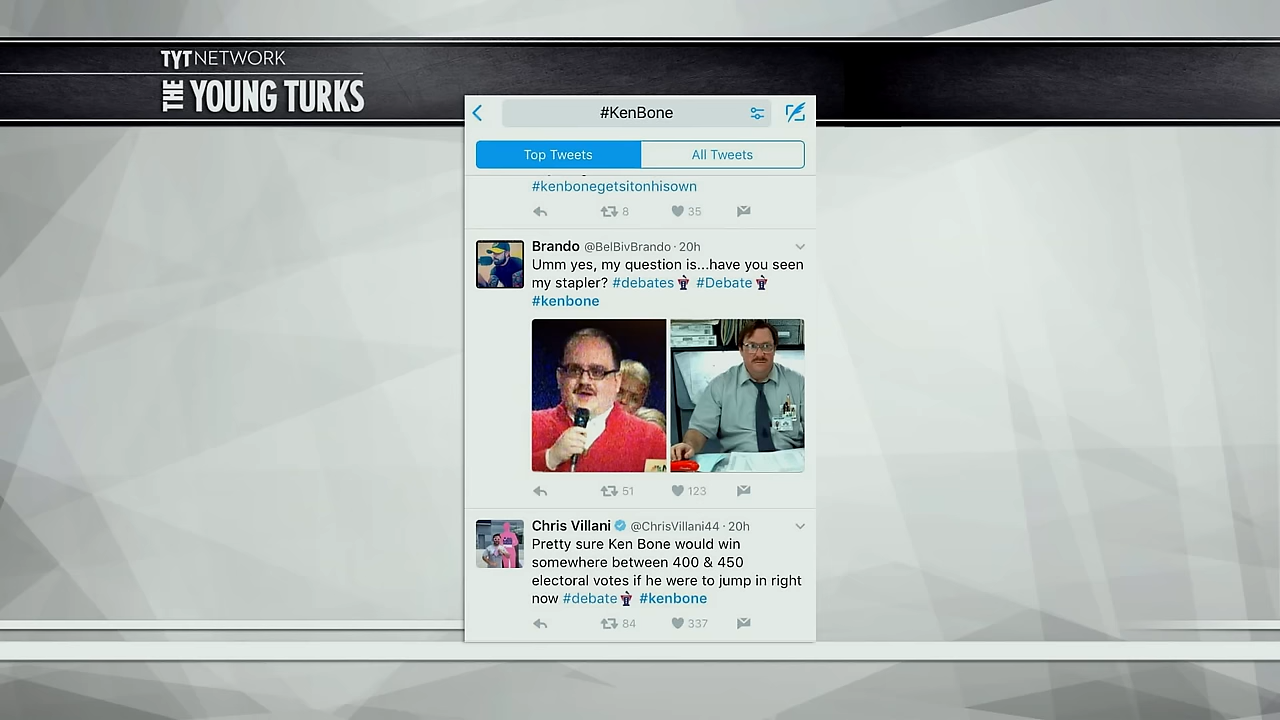 TYT NETWORK
THE YOUNG TURKS
#KenBone
Top Tweets
All Tweets
#kenbonegetsitonhisown
8
35
Brando @BelBivBrando · 20h
Umm yes, my question is...have you seen
my stapler? #debates #Debate
#kenbone
51
123
Chris Villani @ChrisVillani44 · 20h
Pretty sure Ken Bone would win
somewhere between 400 & 450
electoral votes if he were to jump in right
now #debate #kenbone
84
337